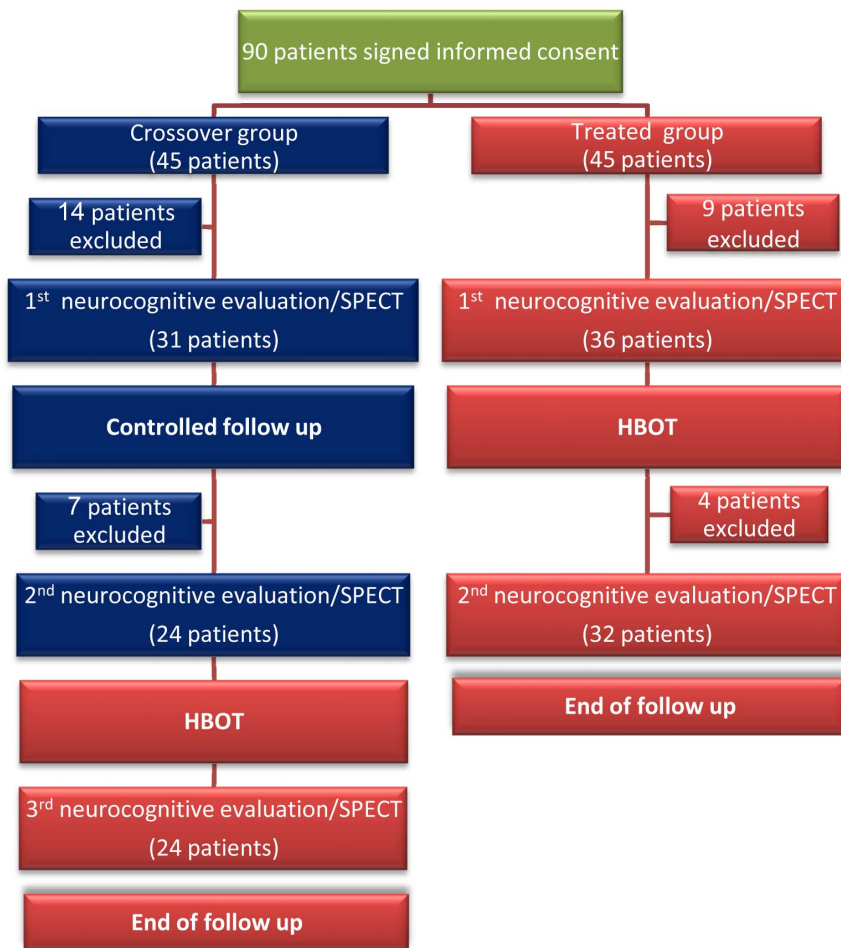 90 patients signed informed consent
Crossover group
(45 patients)
Treated group
(45 patients)
14 patients
excluded
9 patients
excluded
1st neurocognitive evaluation/SPECT
(31 patients)
1st neurocognitive evaluation/SPECT
(36 patients)
Controlled follow up
HBOT
7 patients
excluded
4 patients
excluded
2nd neurocognitive evaluation/SPECT
(24 patients)
2nd neurocognitive evaluation/SPECT
(32 patients)
HBOT
End of follow up
3rd neurocognitive evaluation/SPECT
(24 patients)
End of follow up